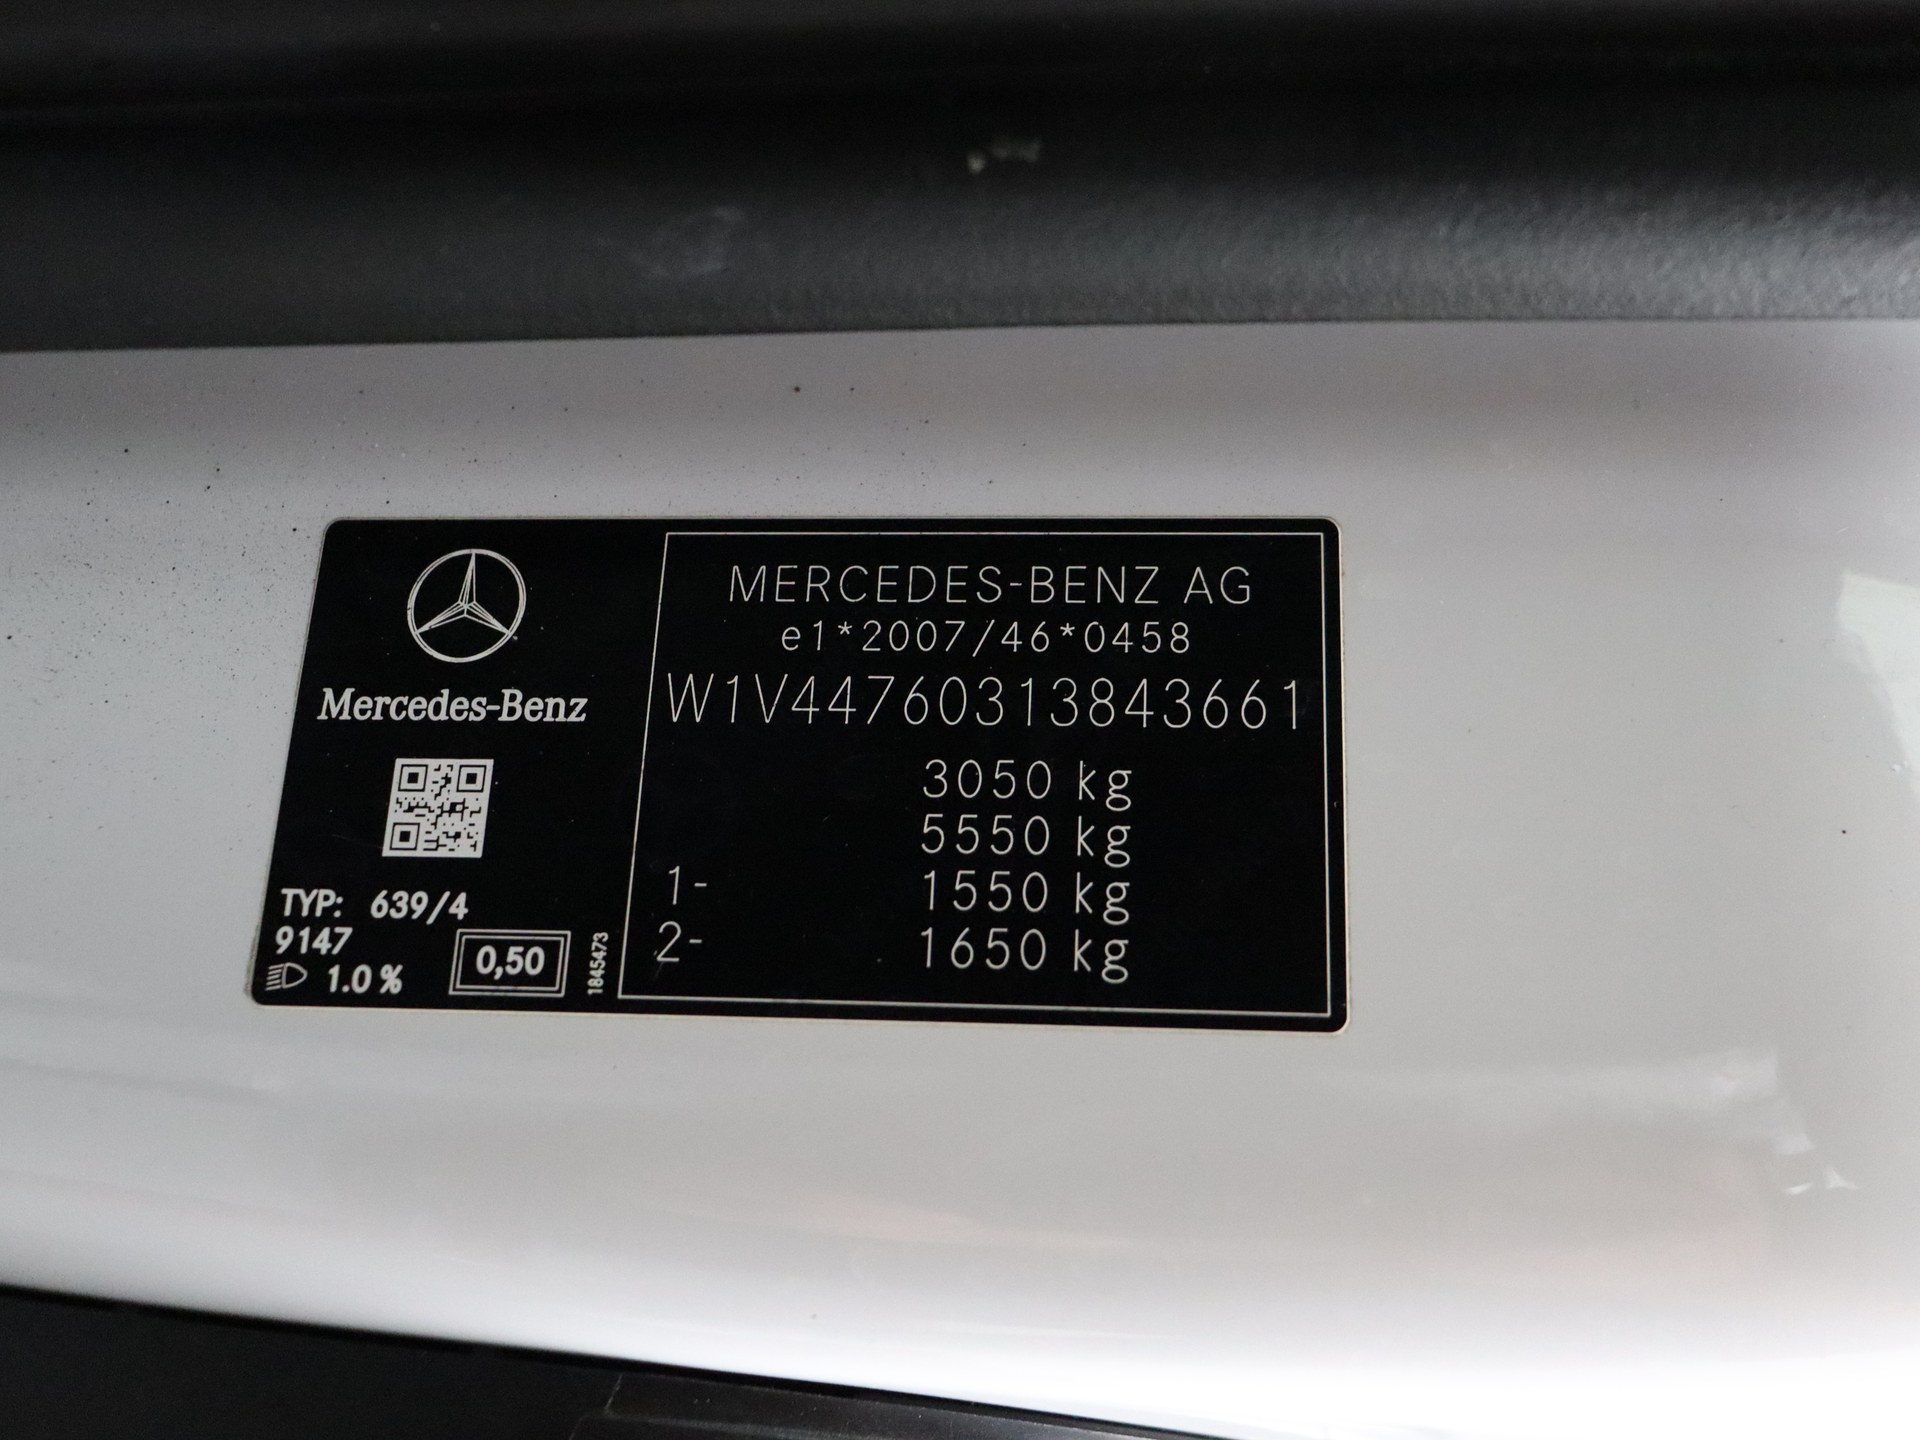 Mercedes-Benz
TYP: 639/4
9147
1.0 %
0,50
1845473
MERCEDES-BENZ AG
e1*2007/46*0458
W1V44760313843661
3050 kg
5550 kg
1- 1550 kg
2- 1650 kg